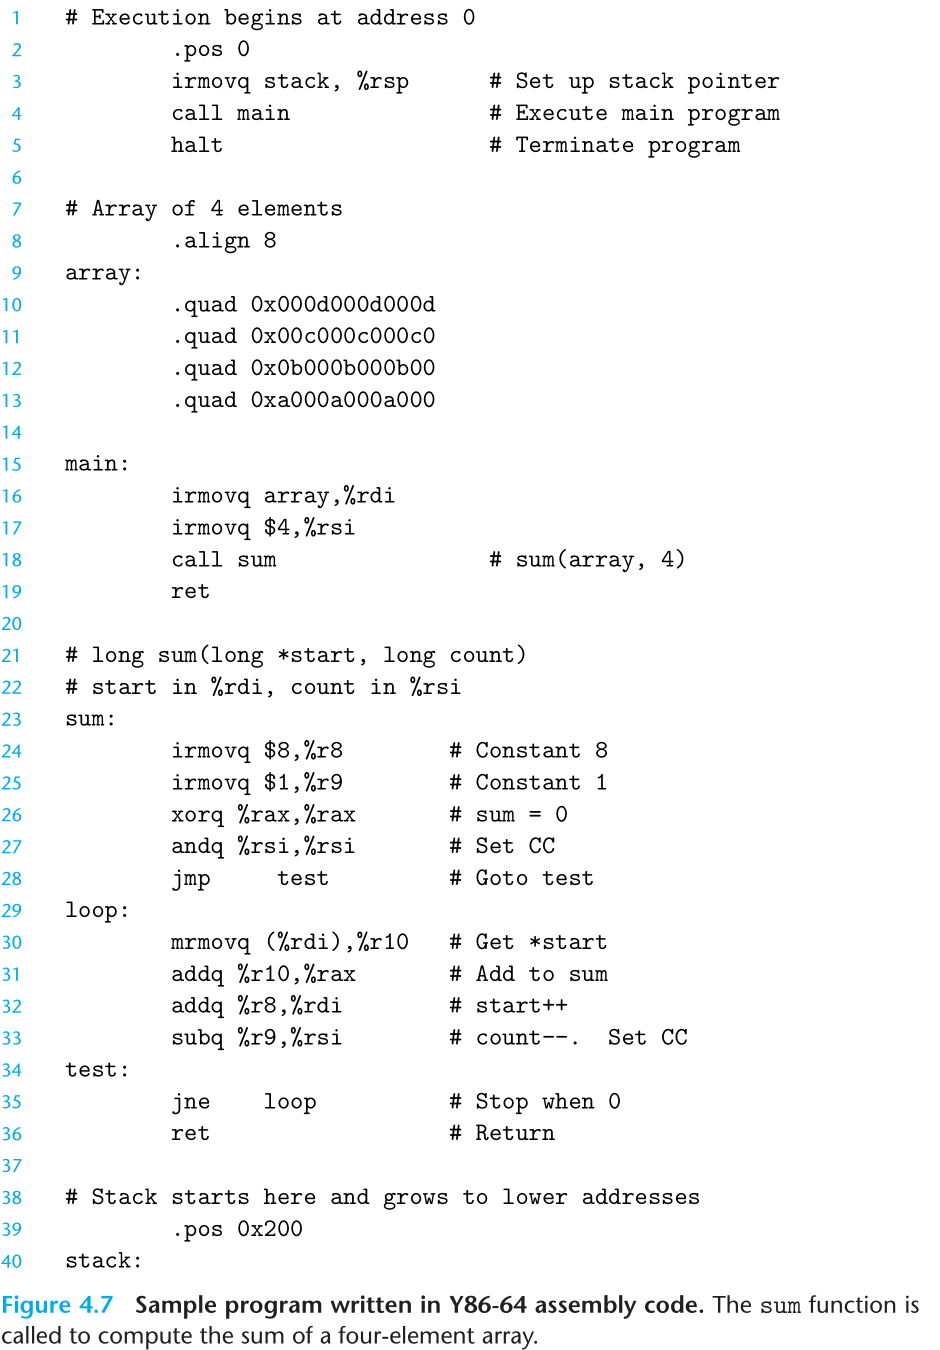 1 # Execution begins at address 0
2 .pos 0
3 irmovq stack, %rsp # Set up stack pointer
4 call main # Execute main program
5 halt # Terminate program
6
7 # Array of 4 elements
8 .align 8
9 array:
10 .quad 0x000d000d000d
11 .quad 0x00c000c000c0
12 .quad 0x0b000b000b00
13 .quad 0xa000a000a000
14
15 main:
16 irmovq array,%rdi
17 irmovq $4,%rsi
18 call sum # sum(array, 4)
19 ret
20
21 # long sum(long *start, long count)
22 # start in %rdi, count in %rsi
23 sum:
24 irmovq $8,%r8 # Constant 8
25 irmovq $1,%r9 # Constant 1
26 xorq %rax,%rax # sum = 0
27 andq %rsi,%rsi # Set CC
28 jmp test # Goto test
29 loop:
30 mrmovq (%rdi),%r10 # Get *start
31 addq %r10,%rax # Add to sum
32 addq %r8,%rdi # start++
33 subq %r9,%rsi # count--. Set CC
34 test:
35 jne loop # Stop when 0
36 ret # Return
37
38 # Stack starts here and grows to lower addresses
39 .pos 0x200
40 stack:
Figure 4.7 Sample program written in Y86-64 assembly code. The sum function is
called to compute the sum of a four-element array.